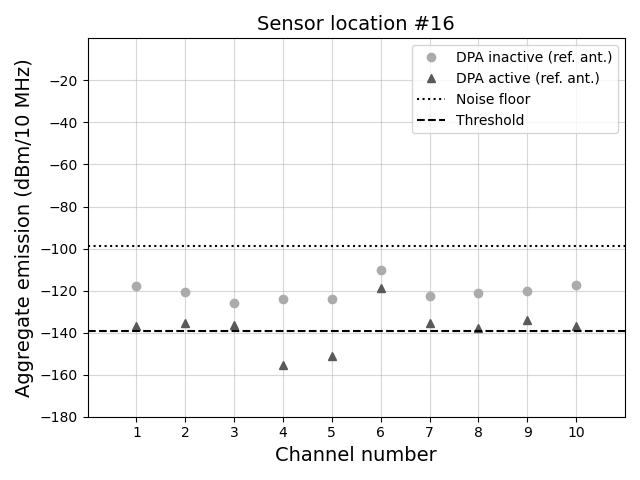 Sensor location #16
DPA inactive (ref. ant.)
DPA active (ref. ant.)
Noise floor
Threshold
Aggregate emission (dBm/10 MHz)
−20
−40
−60
−80
−100
−120
−140
−160
−180
1 2 3 4 5 6 7 8 9 10
Channel number